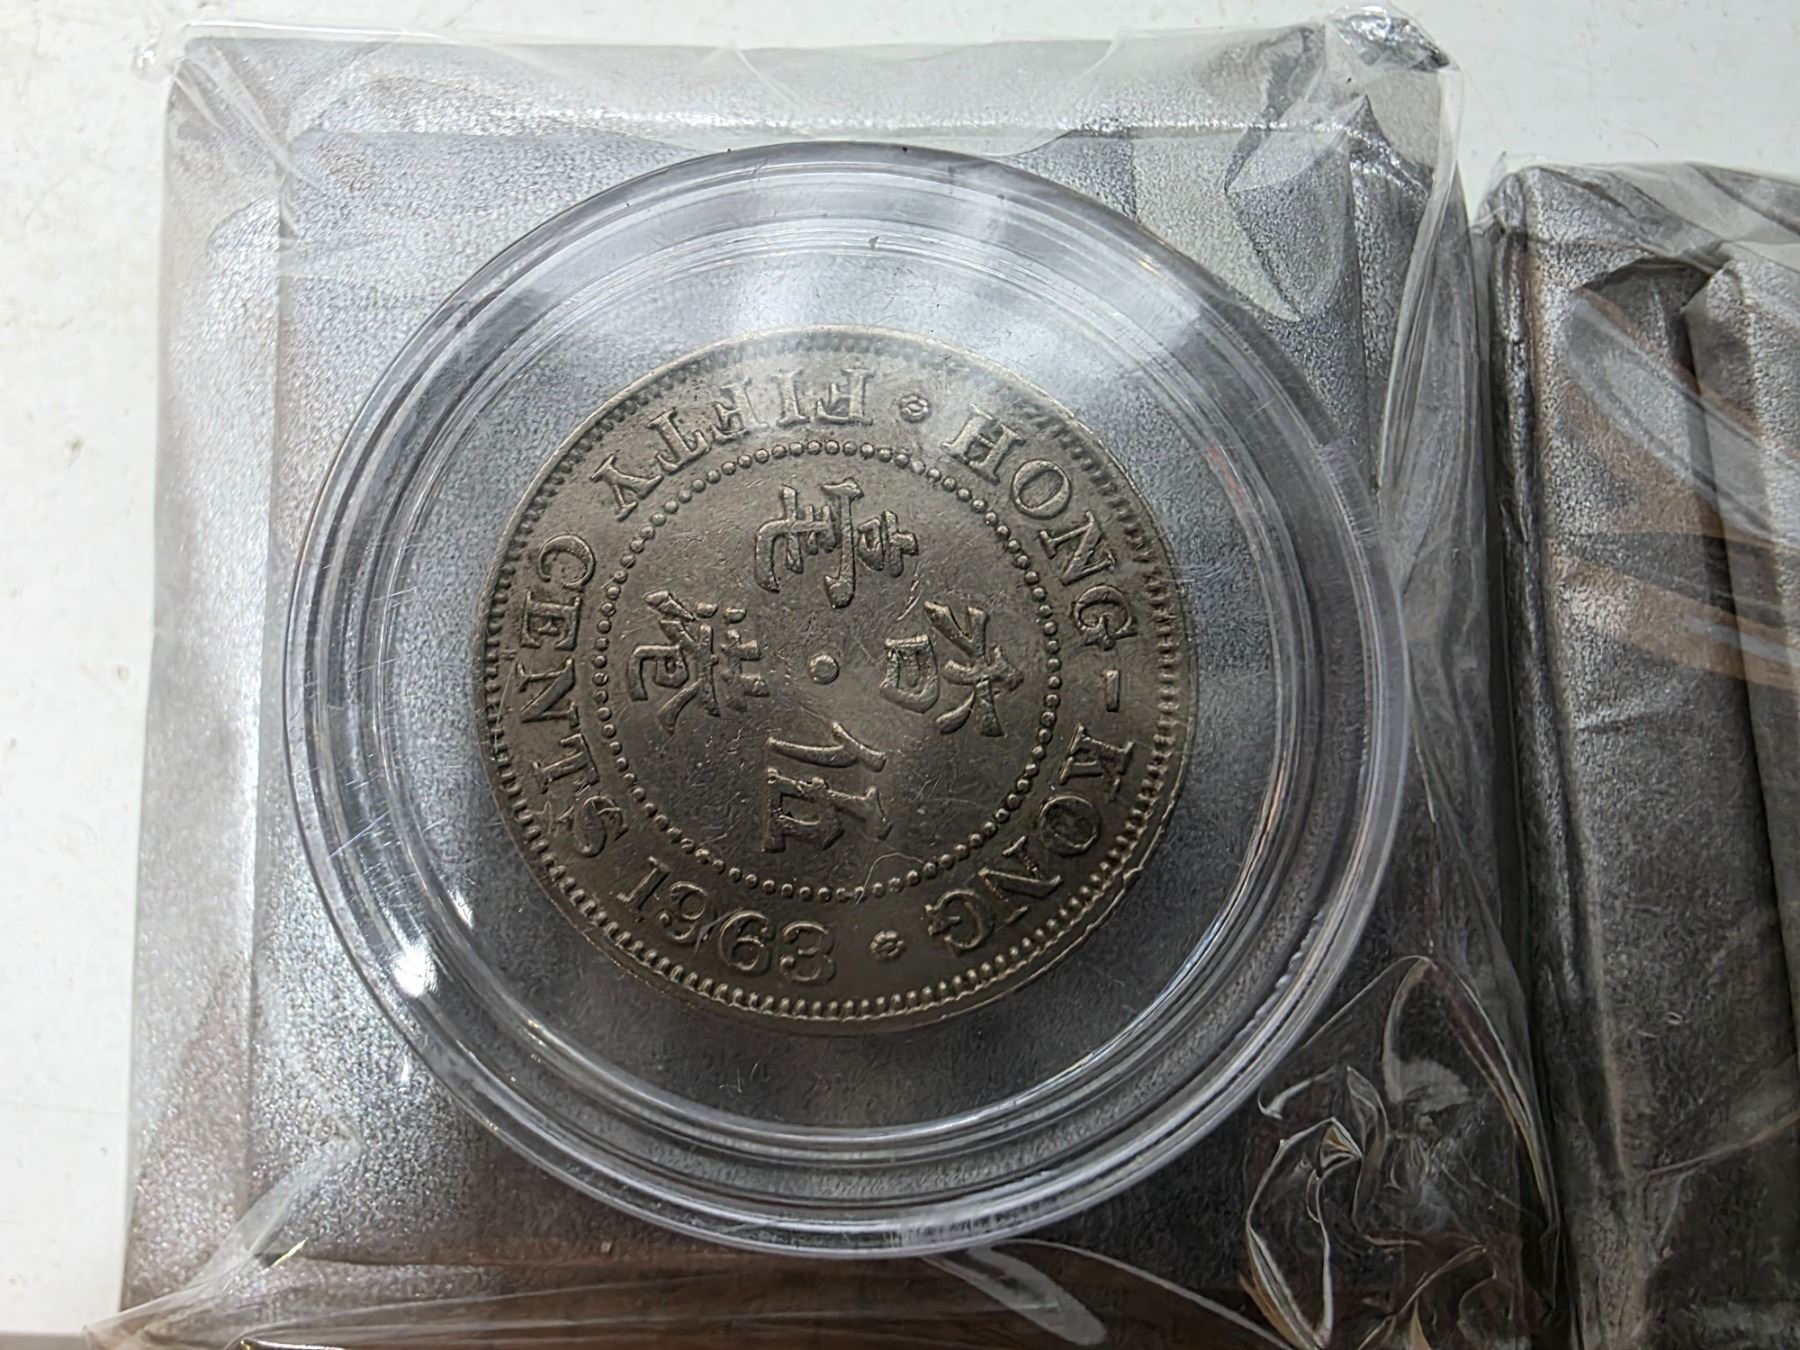 HONG-KONG
香港
伍毫
FIFTY CENTS 1963